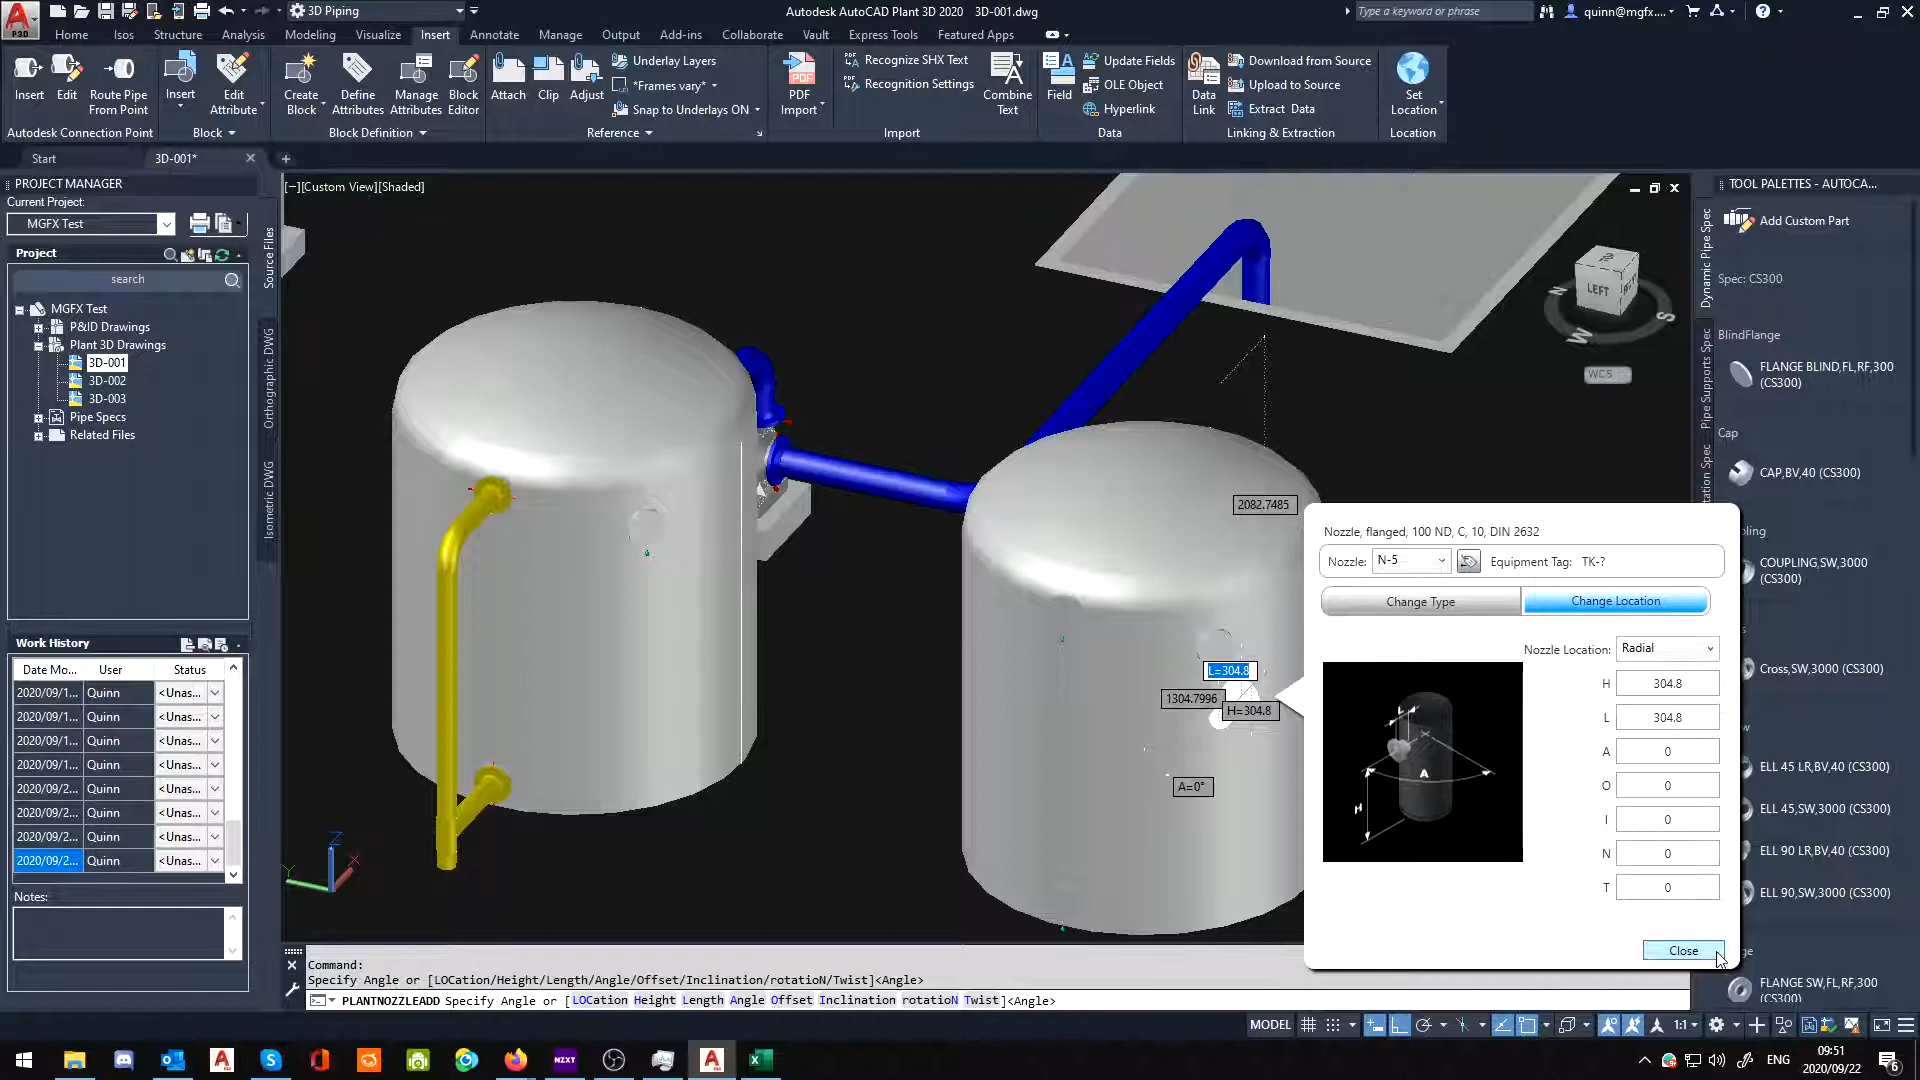 3D Piping
Autodesk AutoCAD Plant 3D 2020 3D-001.dwg
Type a keyword or phrase
quinn@mgfx....
P3D
Home Isos Structure Analysis Modeling Visualize Insert Annotate Manage Output Add-ins Collaborate Vault Express Tools Featured Apps
Insert Edit Route Pipe From Point
Autodesk Connection Point
Insert Edit Attribute
Block
Create Block Define Attributes Manage Attributes Block Editor
Block Definition
Attach Clip Adjust
Underlay Layers
*Frames vary*
Snap to Underlays ON
Reference
PDF Import
Recognize SHX Text
Recognition Settings
Combine Text
Import
Field
Update Fields
OLE Object
Hyperlink
Data
Data Link
Download from Source
Upload to Source
Extract Data
Linking & Extraction
Set Location
Location
Start 3D-001*
PROJECT MANAGER
Current Project:
MGFX Test
Project
search
MGFX Test
P&ID Drawings
Plant 3D Drawings
3D-001
3D-002
3D-003
Pipe Specs
Related Files
Source Files
Orthographic DWG
Isometric DWG
Work History
Date Mo... User Status
2020/09/1... Quinn <Unas...
2020/09/1... Quinn <Unas...
2020/09/1... Quinn <Unas...
2020/09/1... Quinn <Unas...
2020/09/2... Quinn <Unas...
2020/09/2... Quinn <Unas...
2020/09/2... Quinn <Unas...
2020/09/2... Quinn <Unas...
Notes:
[−][Custom View][Shaded]
LEFT
N
S
W
WCS
2082.7485
L=304.8
1304.7996
H=304.8
A=0°
Z
X
Y
Nozzle, flanged, 100 ND, C, 10, DIN 2632
Nozzle: N-5 Equipment Tag: TK-?
Change Type Change Location
Nozzle Location: Radial
H 304.8
L 304.8
A 0
O 0
I 0
N 0
T 0
A
H
Close
TOOL PALETTES - AUTOCA...
Dynamic Pipe Spec
Pipe Supports Spec
Add Custom Part
Spec: CS300
BlindFlange
FLANGE BLIND,FL,RF,300 (CS300)
Cap
CAP,BV,40 (CS300)
COUPLING,SW,3000 (CS300)
Cross,SW,3000 (CS300)
ELL 45 LR,BV,40 (CS300)
ELL 45,SW,3000 (CS300)
ELL 90 LR,BV,40 (CS300)
ELL 90,SW,3000 (CS300)
FLANGE SW,FL,RF,300 (CS300)
Command:
Specify Angle or [LOCation/Height/Length/Angle/Offset/Inclination/rotatioN/Twist]<Angle>
PLANTNOZZLEADD Specify Angle or [LOCation Height Length Angle Offset Inclination rotatioN Twist]<Angle>
MODEL
1:1
NZXT
ENG
09:51
2020/09/22
6